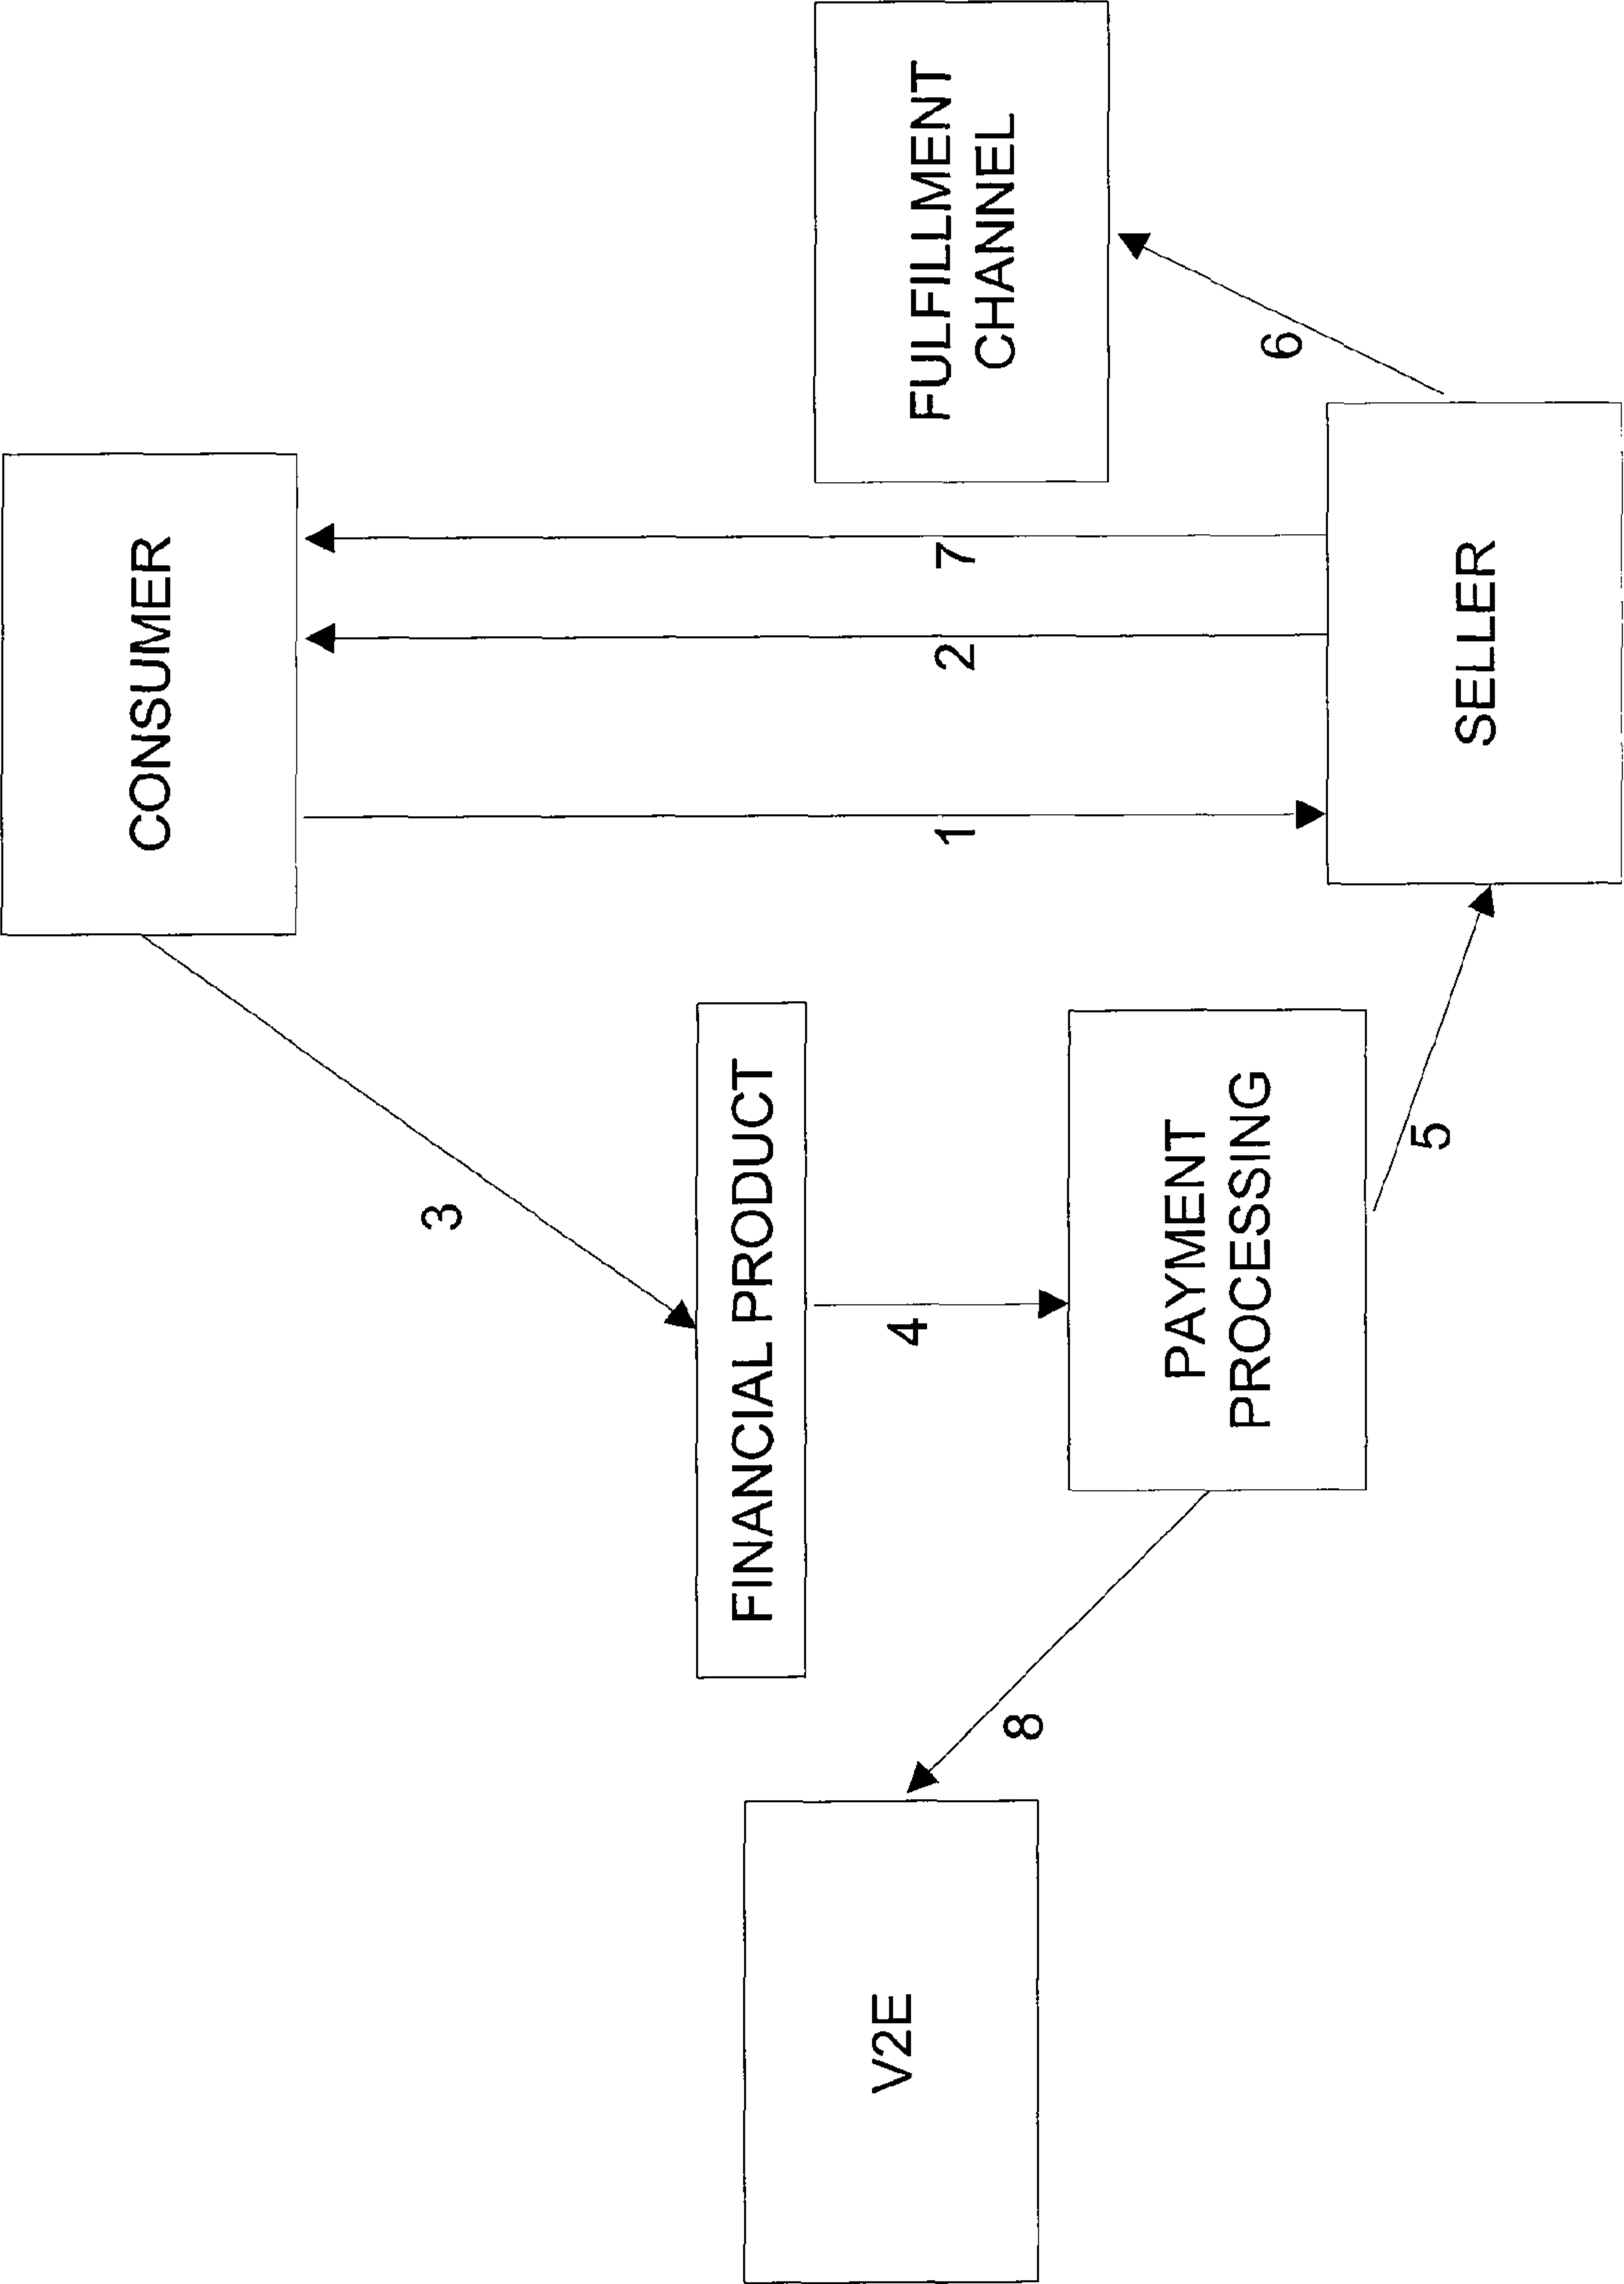 CONSUMER
3
FINANCIAL PRODUCT
V2E
8
4
1
2
7
FULFILLMENT
CHANNEL
PAYMENT
PROCESSING
6
5
SELLER